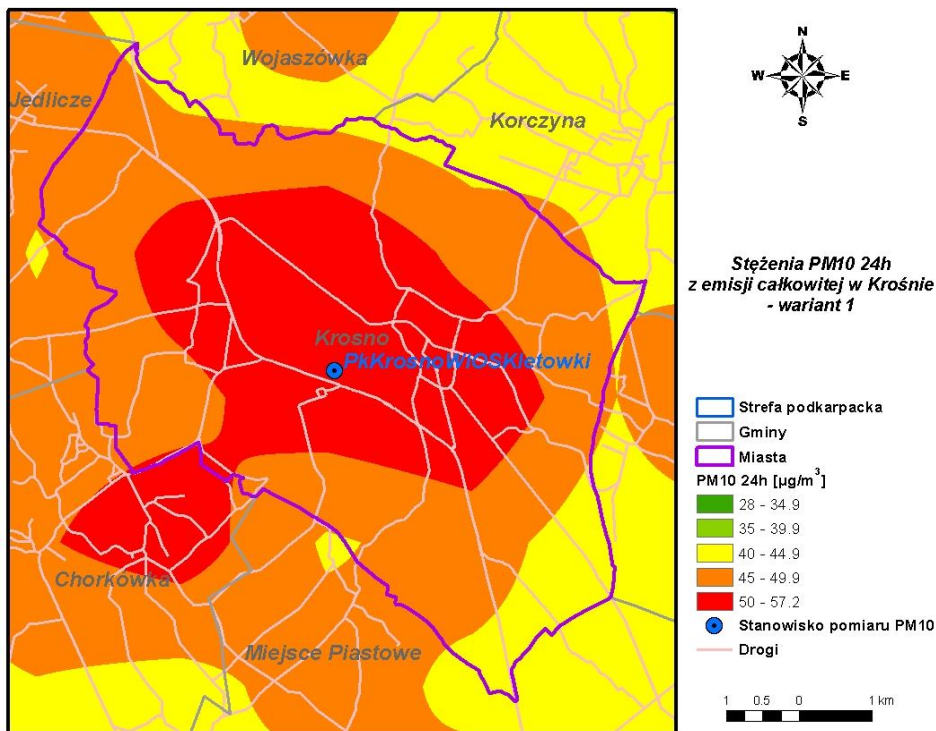 Wojaszówka
Jedlicze
Korczyna
Krosno
PkKrosnoWIOSKletowki
Chorkówka
Miejsce Piastowe
N
W
E
S
Stężenia PM10 24h
z emisji całkowitej w Krośnie
- wariant 1
Strefa podkarpacka
Gminy
Miasta
PM10 24h [µg/m³]
28 - 34.9
35 - 39.9
40 - 44.9
45 - 49.9
50 - 57.2
Stanowisko pomiaru PM10
Drogi
1 0.5 0 1 km